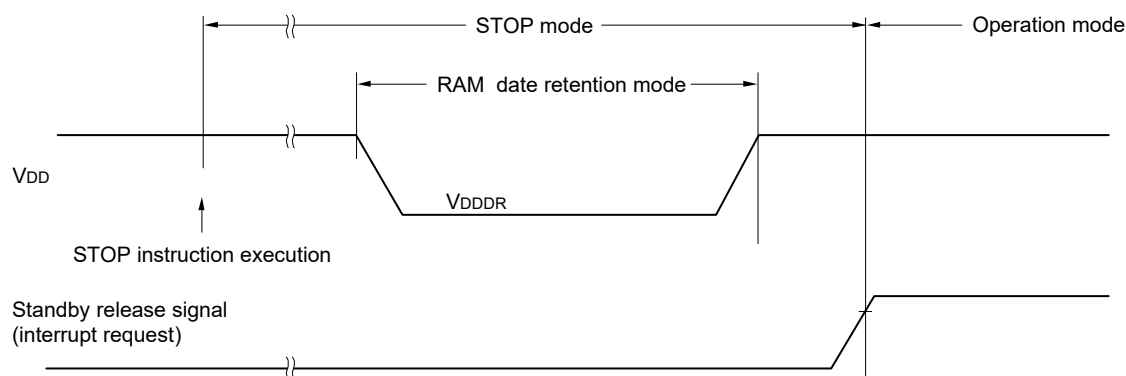 STOP mode
Operation mode
RAM date retention mode
VDD
VDDDR
STOP instruction execution
Standby release signal
(interrupt request)